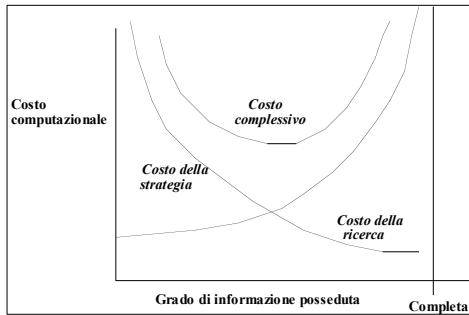 Costo
computazionale
Costo
complessivo
Costo della
strategia
Costo della
ricerca
Grado di informazione posseduta
Completa